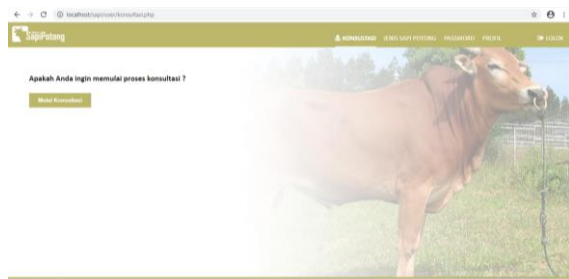 localhost/sapi/user/konsultasi.php
SapiPotong
KONSULTASI JENIS SAPI POTONG PASSWORD PROFIL LOGOUT
Apakah Anda ingin memulai proses konsultasi ?
Mulai Konsultasi